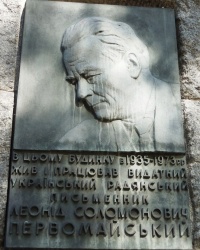 В ЦЬОМУ БУДИНКУ В 1935-1973 рр
ЖИВ І ПРАЦЮВАВ ВИДАТНИЙ
УКРАЇНСЬКИЙ РАДЯНСЬКИЙ
ПИСЬМЕННИК
ЛЕОНІД СОЛОМОНОВИЧ
ПЕРВОМАЙСЬКИЙ